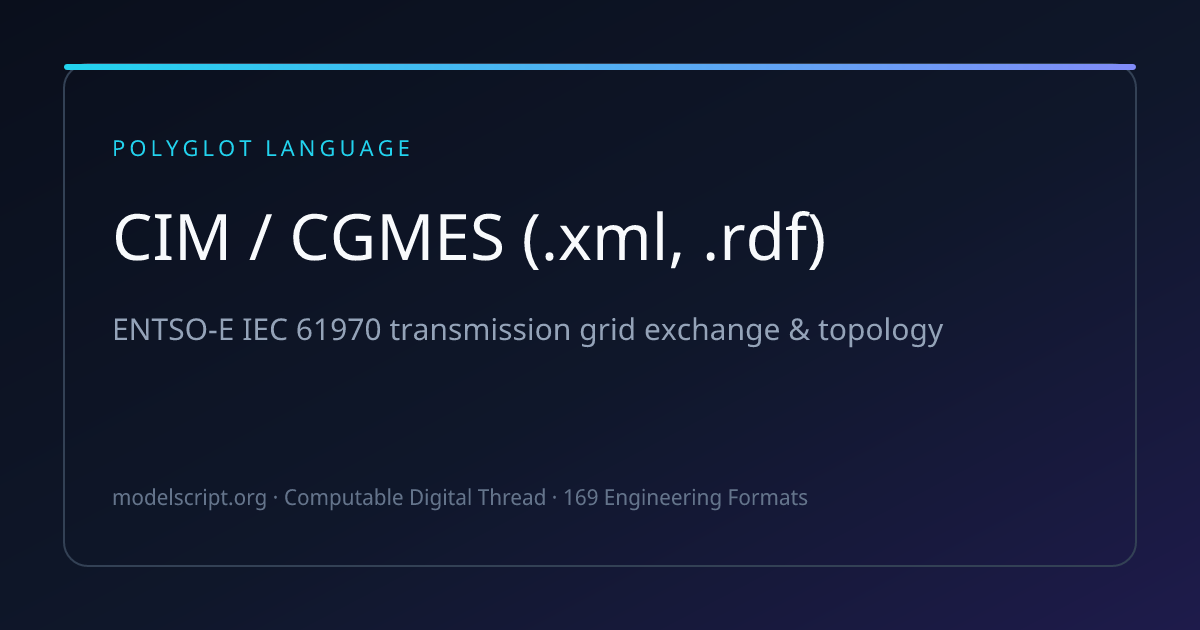 POLYGLOT LANGUAGE
CIM / CGMES (.xml, .rdf)
ENTSO-E IEC 61970 transmission grid exchange & topology
modelscript.org · Computable Digital Thread · 169 Engineering Formats